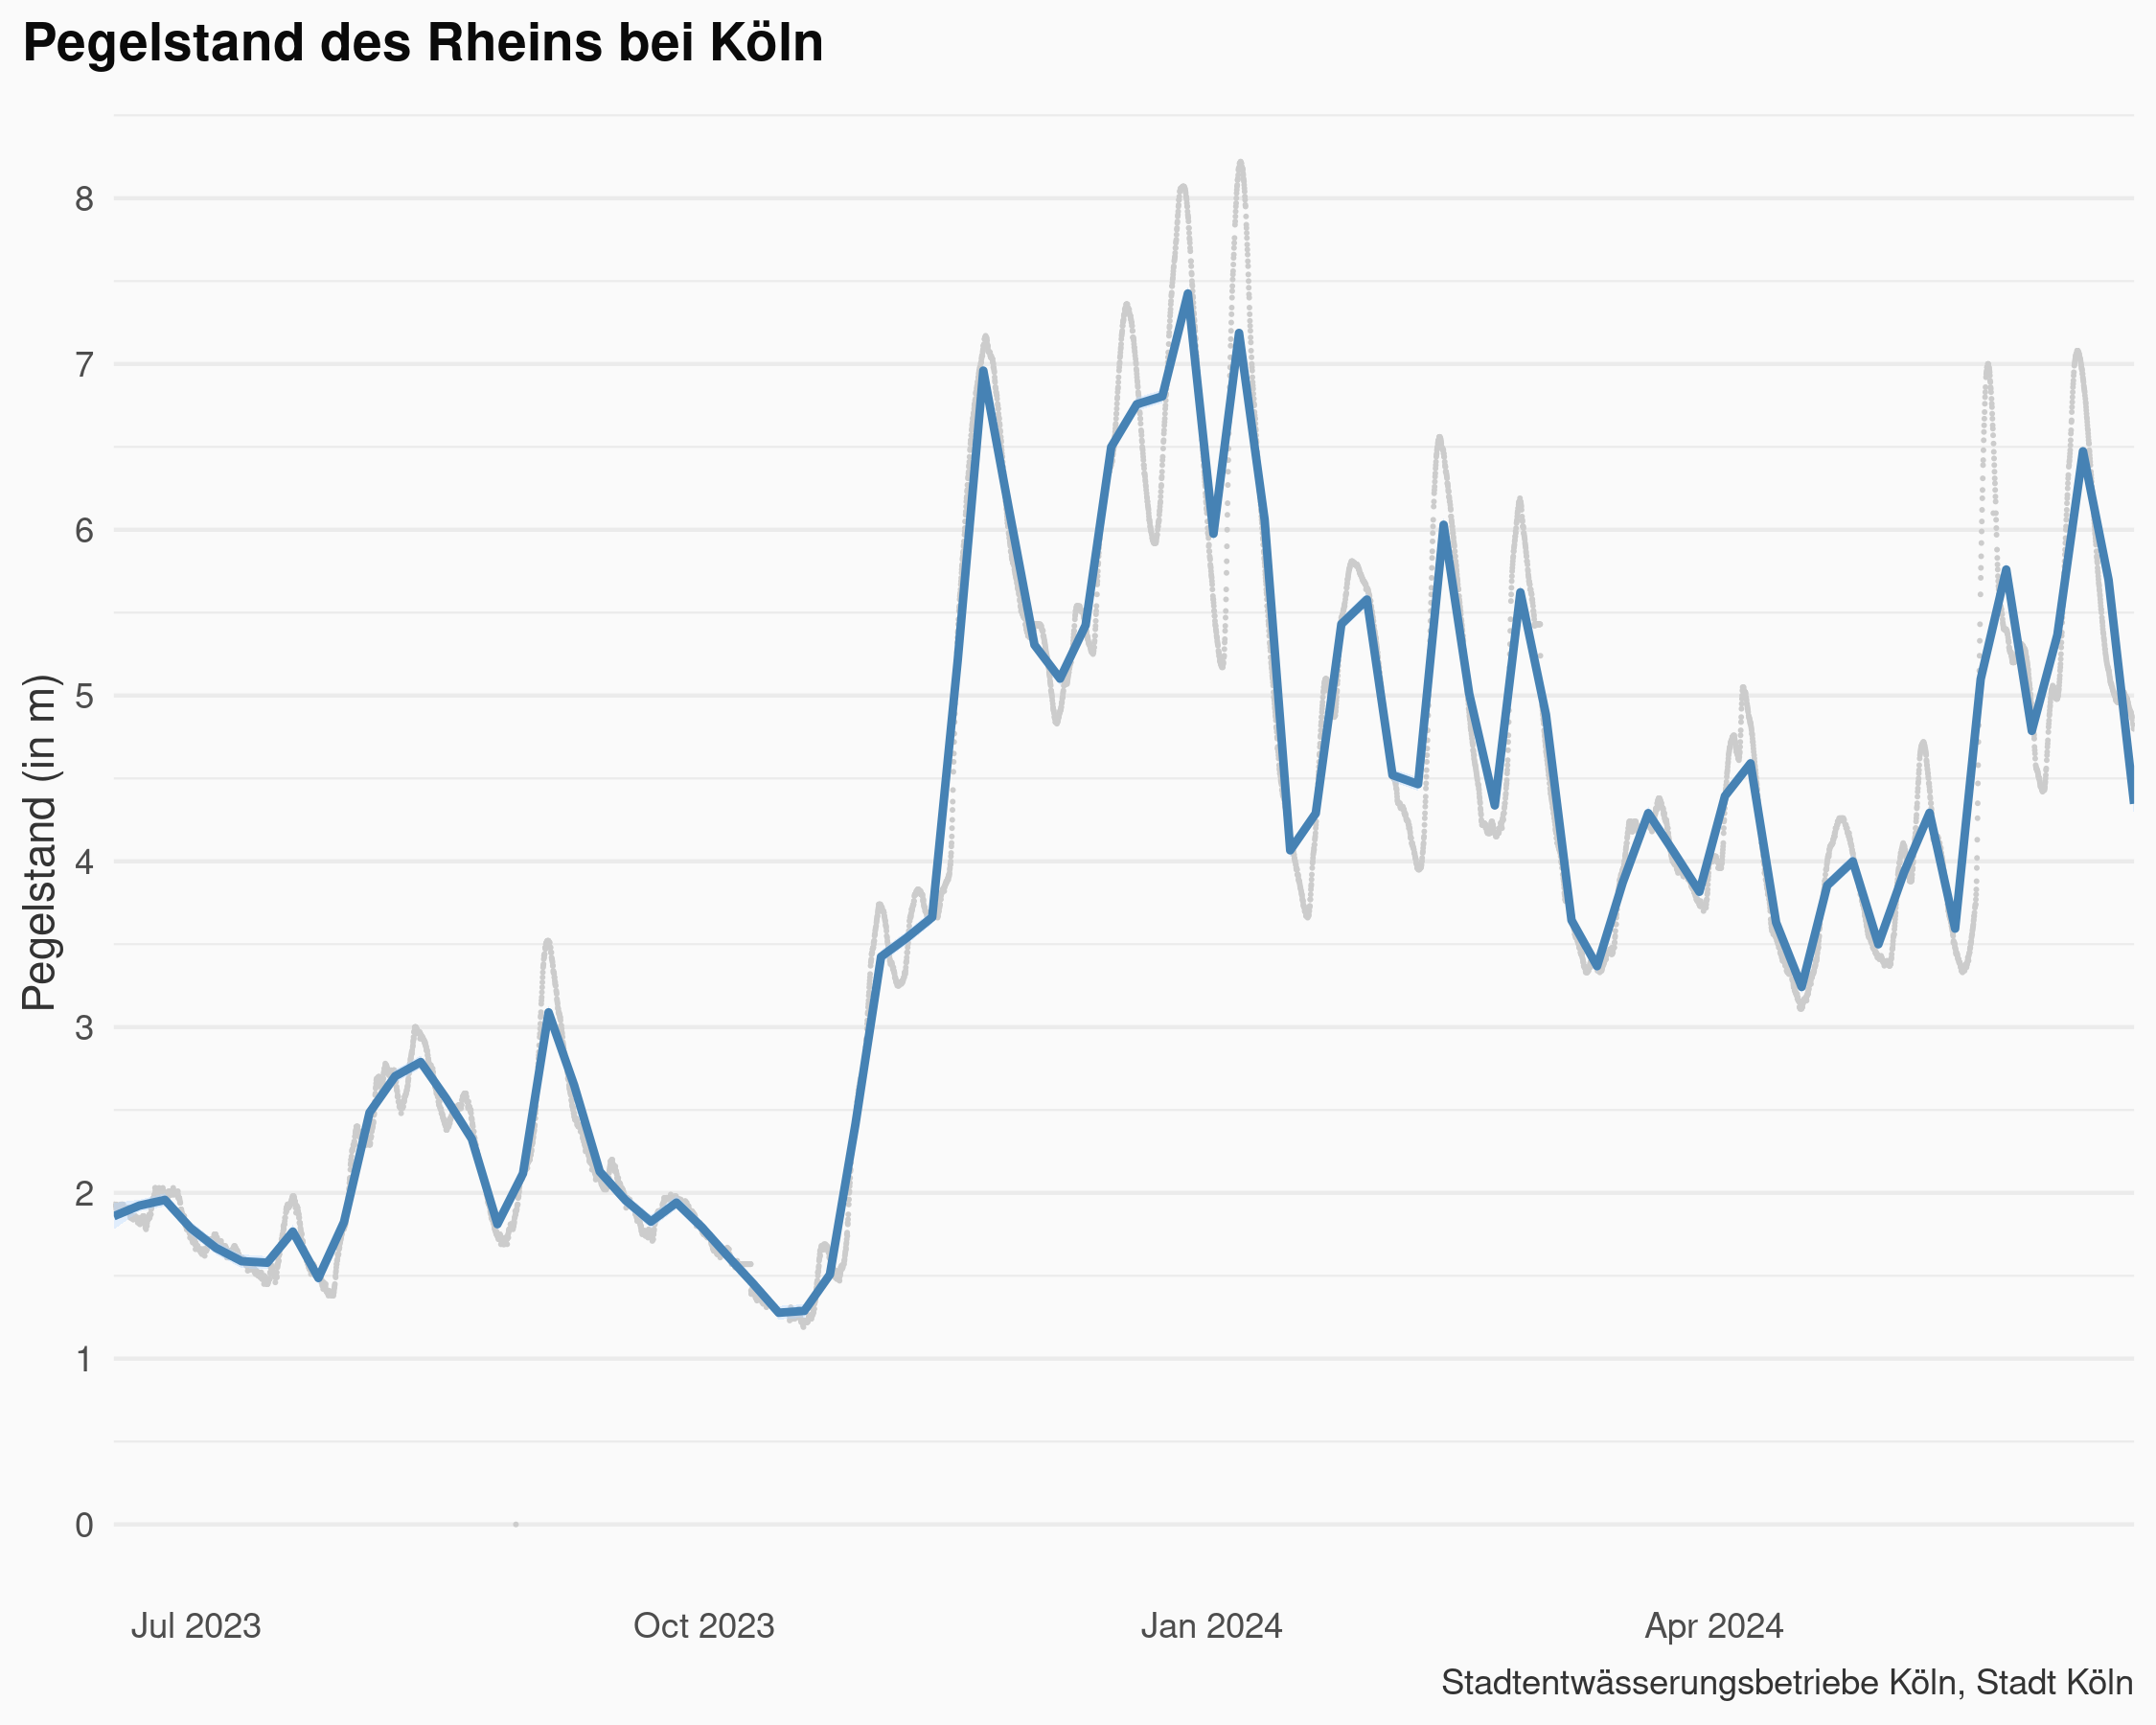 Pegelstand des Rheins bei Köln
Pegelstand (in m)
8
7
6
5
4
3
2
1
0
Jul 2023
Oct 2023
Jan 2024
Apr 2024
Stadtentwässerungsbetriebe Köln, Stadt Köln